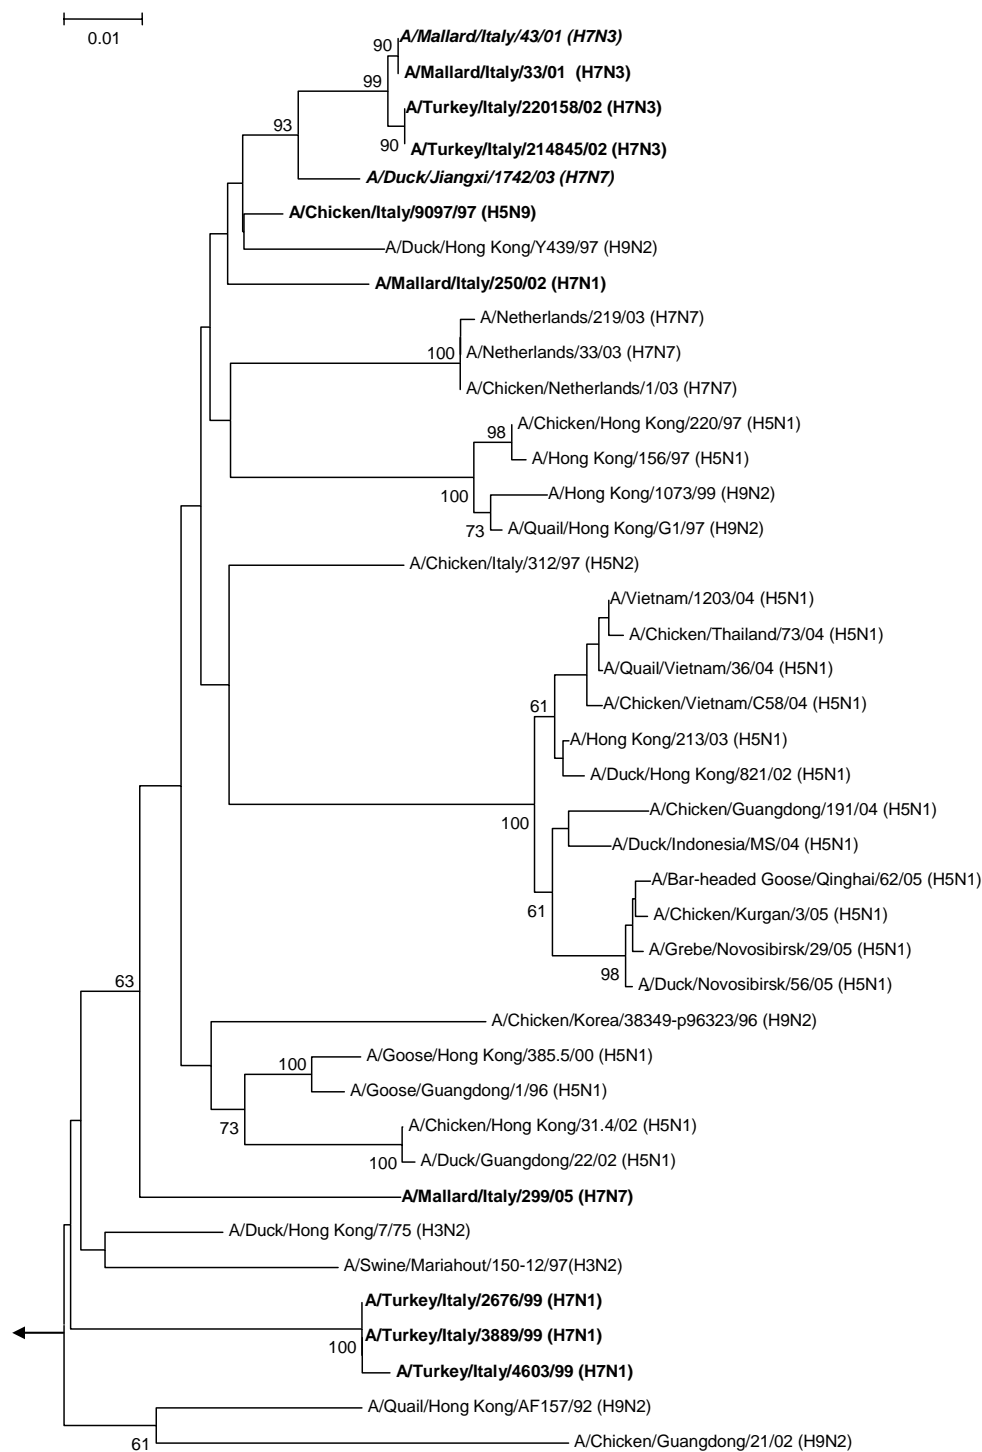 0.01
90
A/Mallard/Italy/43/01 (H7N3)
A/Mallard/Italy/33/01 (H7N3)
99
A/Turkey/Italy/220158/02 (H7N3)
93
90
A/Turkey/Italy/214845/02 (H7N3)
A/Duck/Jiangxi/1742/03 (H7N7)
A/Chicken/Italy/9097/97 (H5N9)
A/Duck/Hong Kong/Y439/97 (H9N2)
A/Mallard/Italy/250/02 (H7N1)
A/Netherlands/219/03 (H7N7)
100
A/Netherlands/33/03 (H7N7)
A/Chicken/Netherlands/1/03 (H7N7)
A/Chicken/Hong Kong/220/97 (H5N1)
98
A/Hong Kong/156/97 (H5N1)
100
A/Hong Kong/1073/99 (H9N2)
73
A/Quail/Hong Kong/G1/97 (H9N2)
A/Chicken/Italy/312/97 (H5N2)
A/Vietnam/1203/04 (H5N1)
A/Chicken/Thailand/73/04 (H5N1)
A/Quail/Vietnam/36/04 (H5N1)
61
A/Chicken/Vietnam/C58/04 (H5N1)
A/Hong Kong/213/03 (H5N1)
A/Duck/Hong Kong/821/02 (H5N1)
100
A/Chicken/Guangdong/191/04 (H5N1)
A/Duck/Indonesia/MS/04 (H5N1)
A/Bar-headed Goose/Qinghai/62/05 (H5N1)
61
A/Chicken/Kurgan/3/05 (H5N1)
A/Grebe/Novosibirsk/29/05 (H5N1)
98
A/Duck/Novosibirsk/56/05 (H5N1)
63
A/Chicken/Korea/38349-p96323/96 (H9N2)
100
A/Goose/Hong Kong/385.5/00 (H5N1)
A/Goose/Guangdong/1/96 (H5N1)
73
A/Chicken/Hong Kong/31.4/02 (H5N1)
100
A/Duck/Guangdong/22/02 (H5N1)
A/Mallard/Italy/299/05 (H7N7)
A/Duck/Hong Kong/7/75 (H3N2)
A/Swine/Mariahout/150-12/97(H3N2)
A/Turkey/Italy/2676/99 (H7N1)
A/Turkey/Italy/3889/99 (H7N1)
100
A/Turkey/Italy/4603/99 (H7N1)
A/Quail/Hong Kong/AF157/92 (H9N2)
61
A/Chicken/Guangdong/21/02 (H9N2)